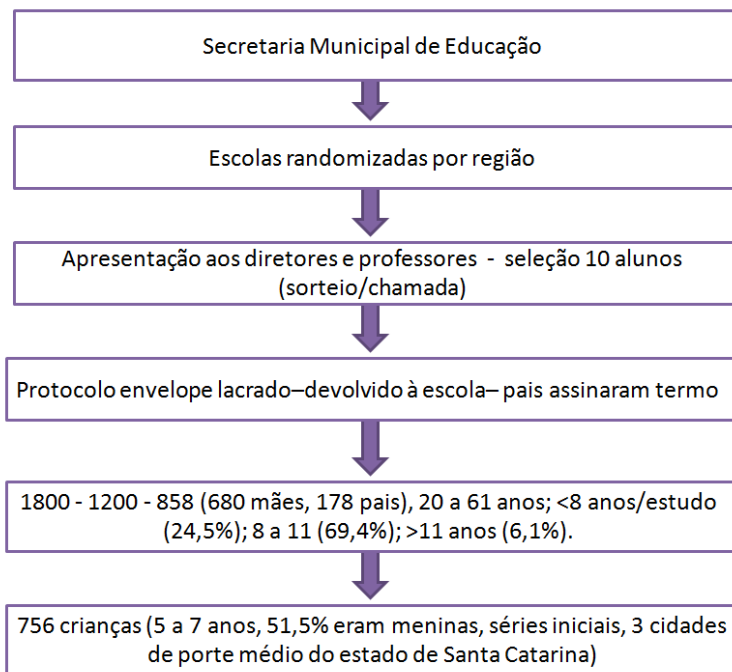 Secretaria Municipal de Educação
Escolas randomizadas por região
Apresentação aos diretores e professores - seleção 10 alunos
(sorteio/chamada)
Protocolo envelope lacrado–devolvido à escola– pais assinaram termo
1800 - 1200 - 858 (680 mães, 178 pais), 20 a 61 anos; <8 anos/estudo
(24,5%); 8 a 11 (69,4%); >11 anos (6,1%).
756 crianças (5 a 7 anos, 51,5% eram meninas, séries iniciais, 3 cidades
de porte médio do estado de Santa Catarina)